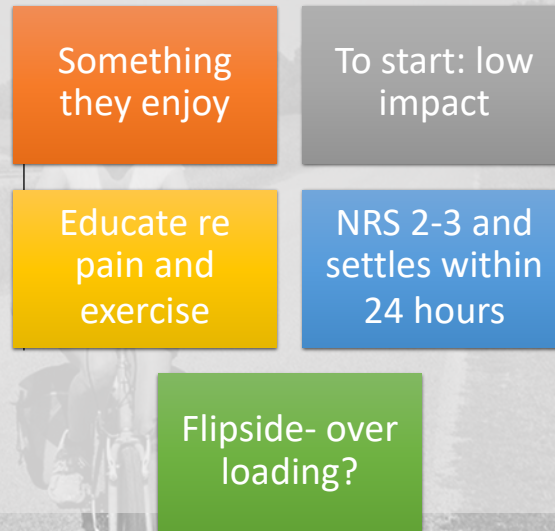 Something
they enjoy
To start: low
impact
Educate re
pain and
exercise
NRS 2-3 and
settles within
24 hours
Flipside- over
loading?